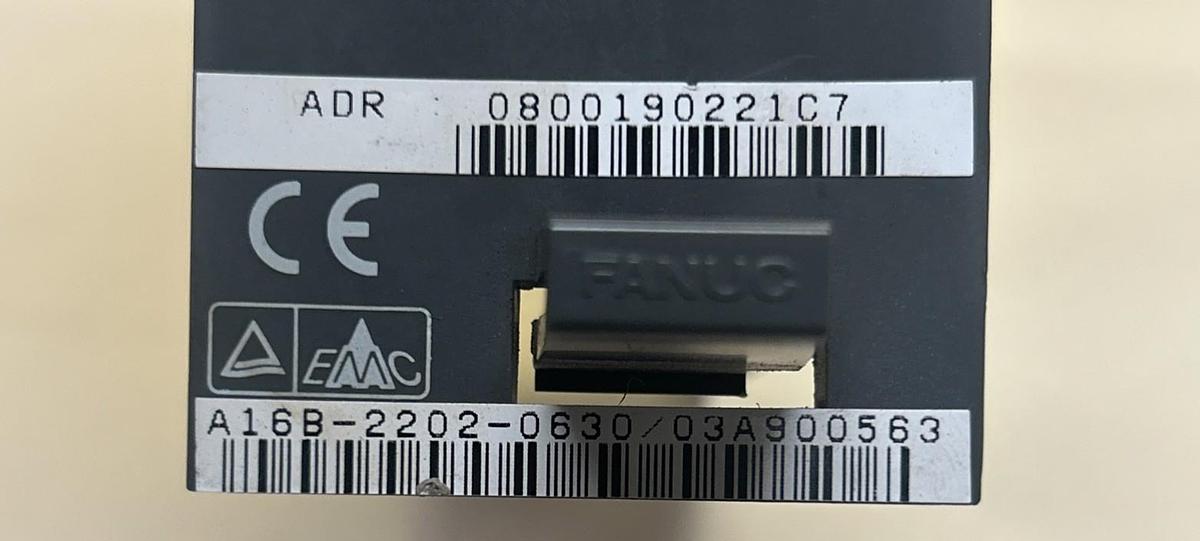 ADR 0800190221C7
CE
FANUC
EMC
A16B-2202-0630/03A900563